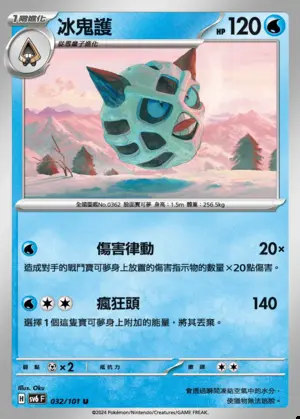 1階進化
冰鬼護
HP 120
從雪童子進化
全國圖鑑No.0362 臉面寶可夢 身高：1.5m 體重：256.5kg
傷害律動 20×
造成對手的戰鬥寶可夢身上放置的傷害指示物的數量×20點傷害。
瘋狂頭 140
選擇1個這隻寶可夢身上附加的能量，將其丟棄。
弱點 ×2 抵抗力 撤退
Illus. Oku
H SV6 F 032/101 U
©2024 Pokémon/Nintendo/Creatures/GAME FREAK.